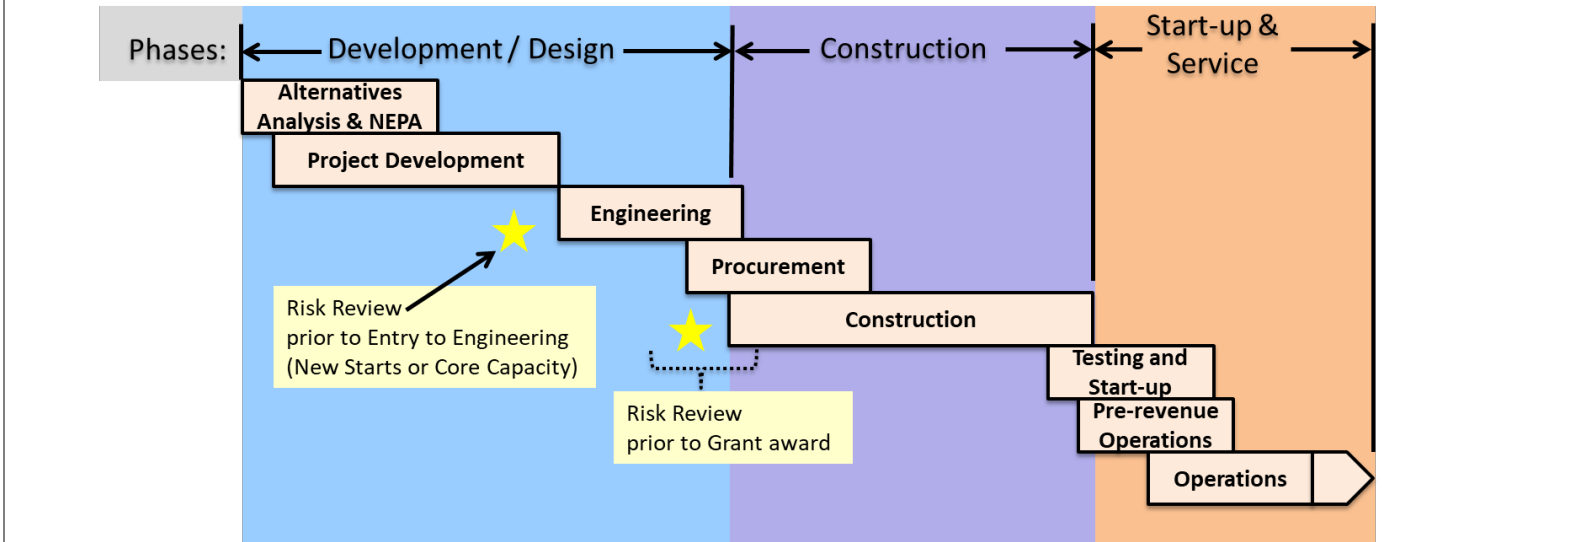 Phases:
Development / Design
Construction
Start-up &
Service
Alternatives
Analysis & NEPA
Project Development
Engineering
Procurement
Risk Review
prior to Entry to Engineering
(New Starts or Core Capacity)
Construction
Testing and
Start-up
Risk Review
prior to Grant award
Pre-revenue
Operations
Operations